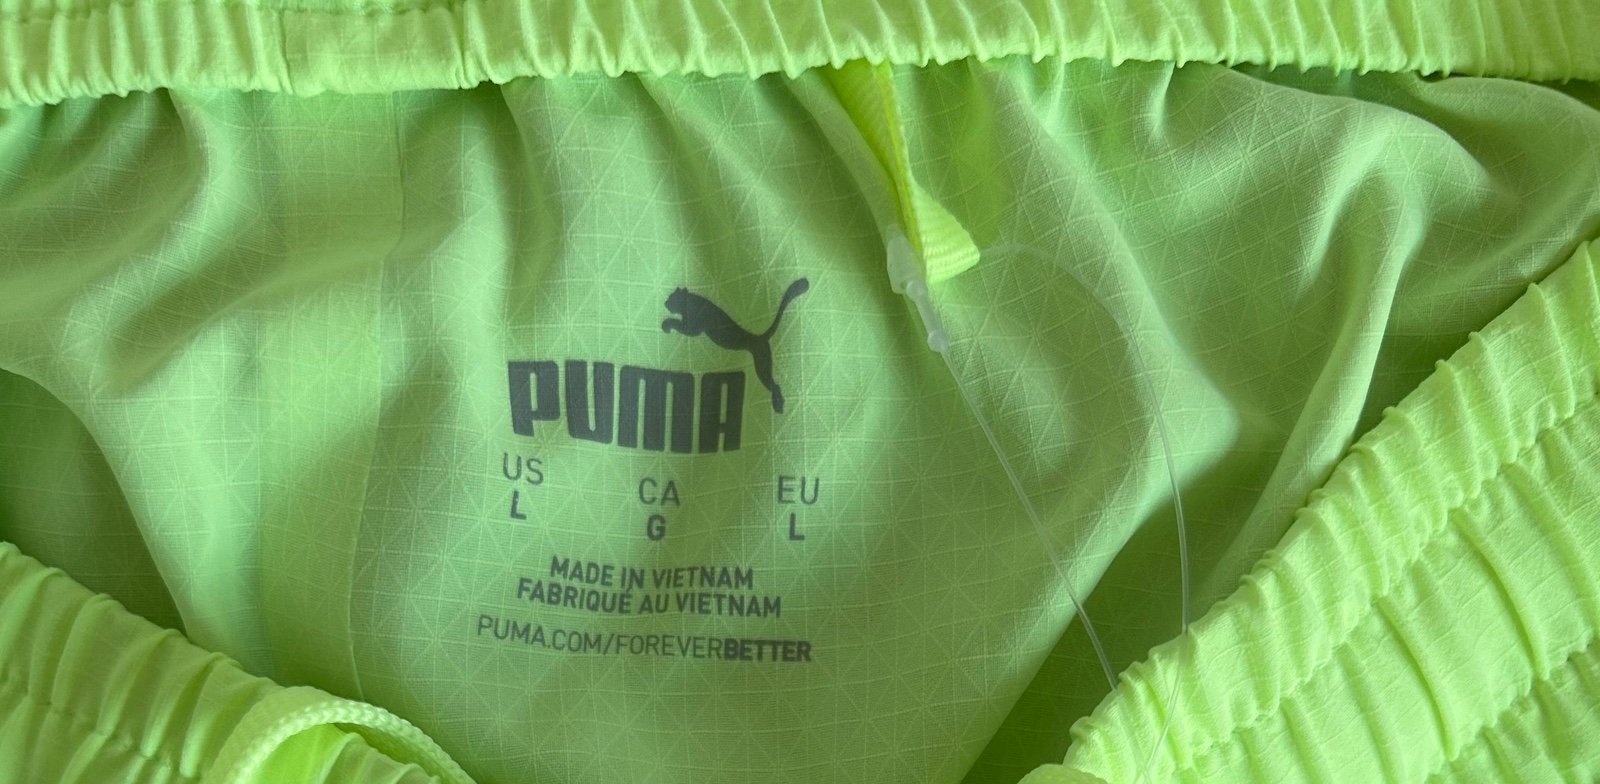 PUMA
US CA EU
L G L
MADE IN VIETNAM
FABRIQUÉ AU VIETNAM
PUMA.COM/FOREVERBETTER